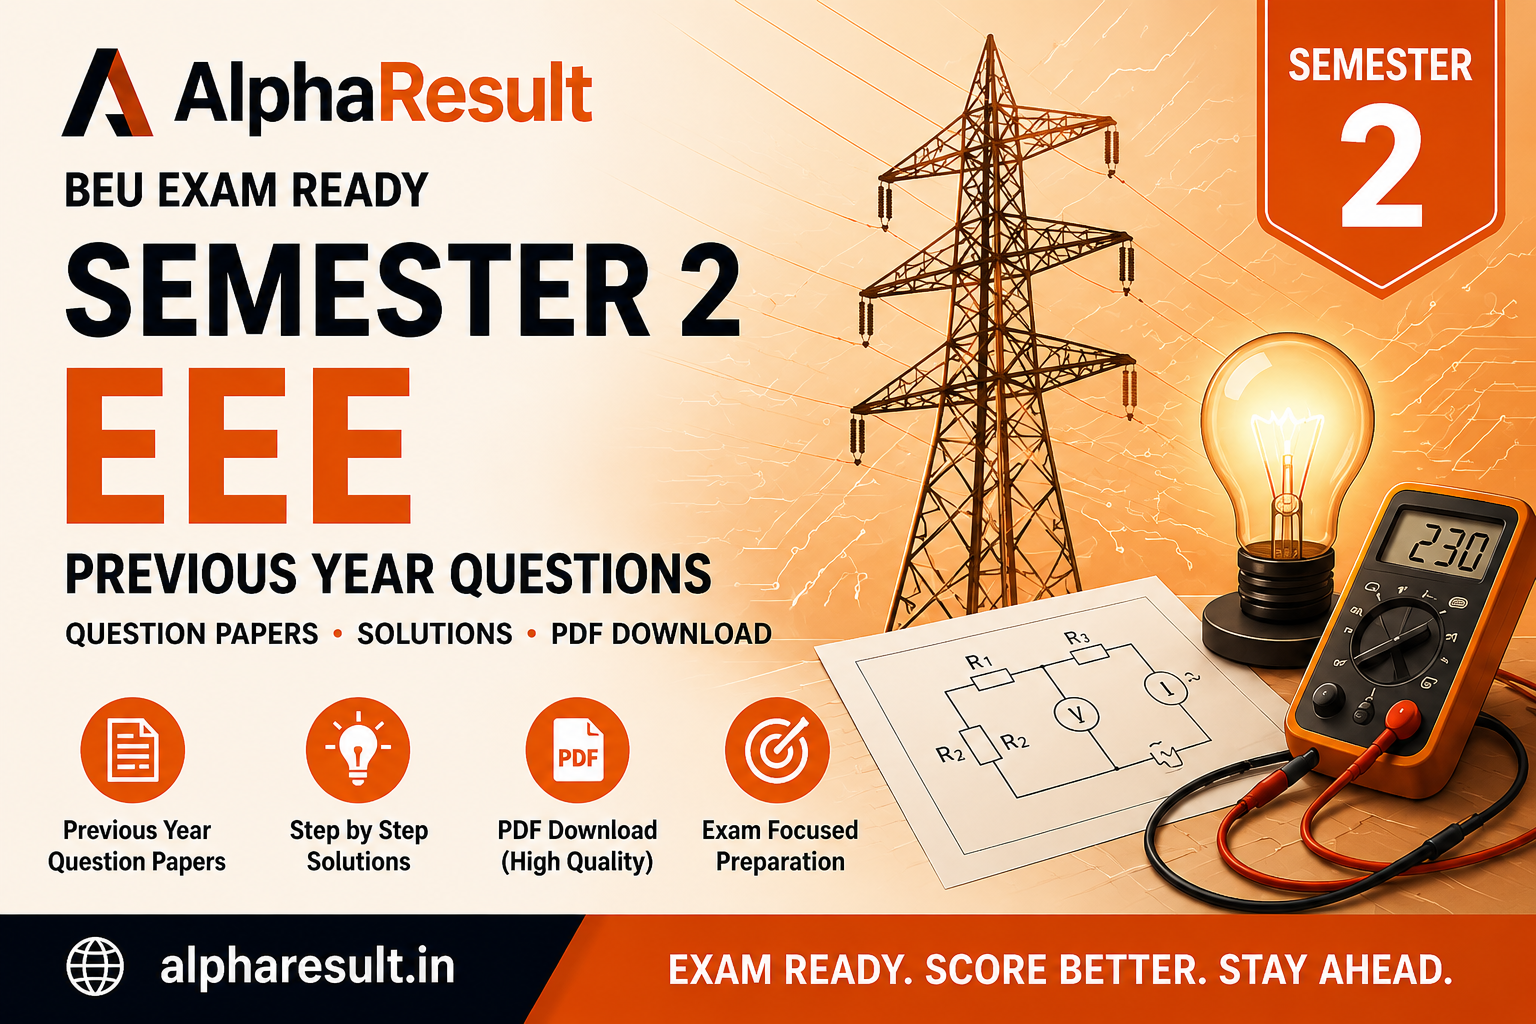 AlphaResult
BEU EXAM READY
SEMESTER 2
EEE
PREVIOUS YEAR QUESTIONS
QUESTION PAPERS • SOLUTIONS • PDF DOWNLOAD
PDF
Previous Year
Question Papers
Step by Step
Solutions
PDF Download
(High Quality)
Exam Focused
Preparation
SEMESTER
2
230
R1
R3
R2
R2
V
I
alpharesult.in
EXAM READY. SCORE BETTER. STAY AHEAD.